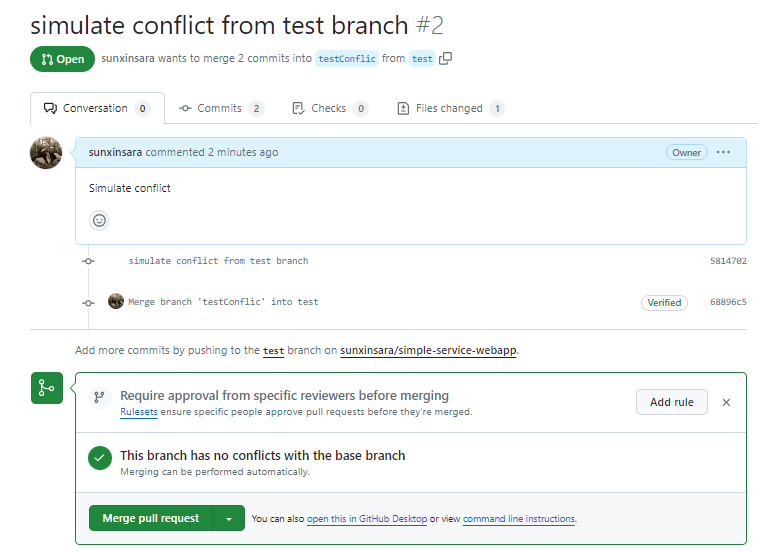 simulate conflict from test branch #2
Open sunxinsara wants to merge 2 commits into testConflic from test
Conversation 0 Commits 2 Checks 0 Files changed 1
sunxinsara commented 2 minutes ago Owner ...
Simulate conflict
simulate conflict from test branch 5814702
Merge branch 'testConflic' into test Verified 68896c5
Add more commits by pushing to the test branch on sunxinsara/simple-service-webapp.
Require approval from specific reviewers before merging
Rulesets ensure specific people approve pull requests before they're merged.
Add rule
This branch has no conflicts with the base branch
Merging can be performed automatically.
Merge pull request You can also open this in GitHub Desktop or view command line instructions.